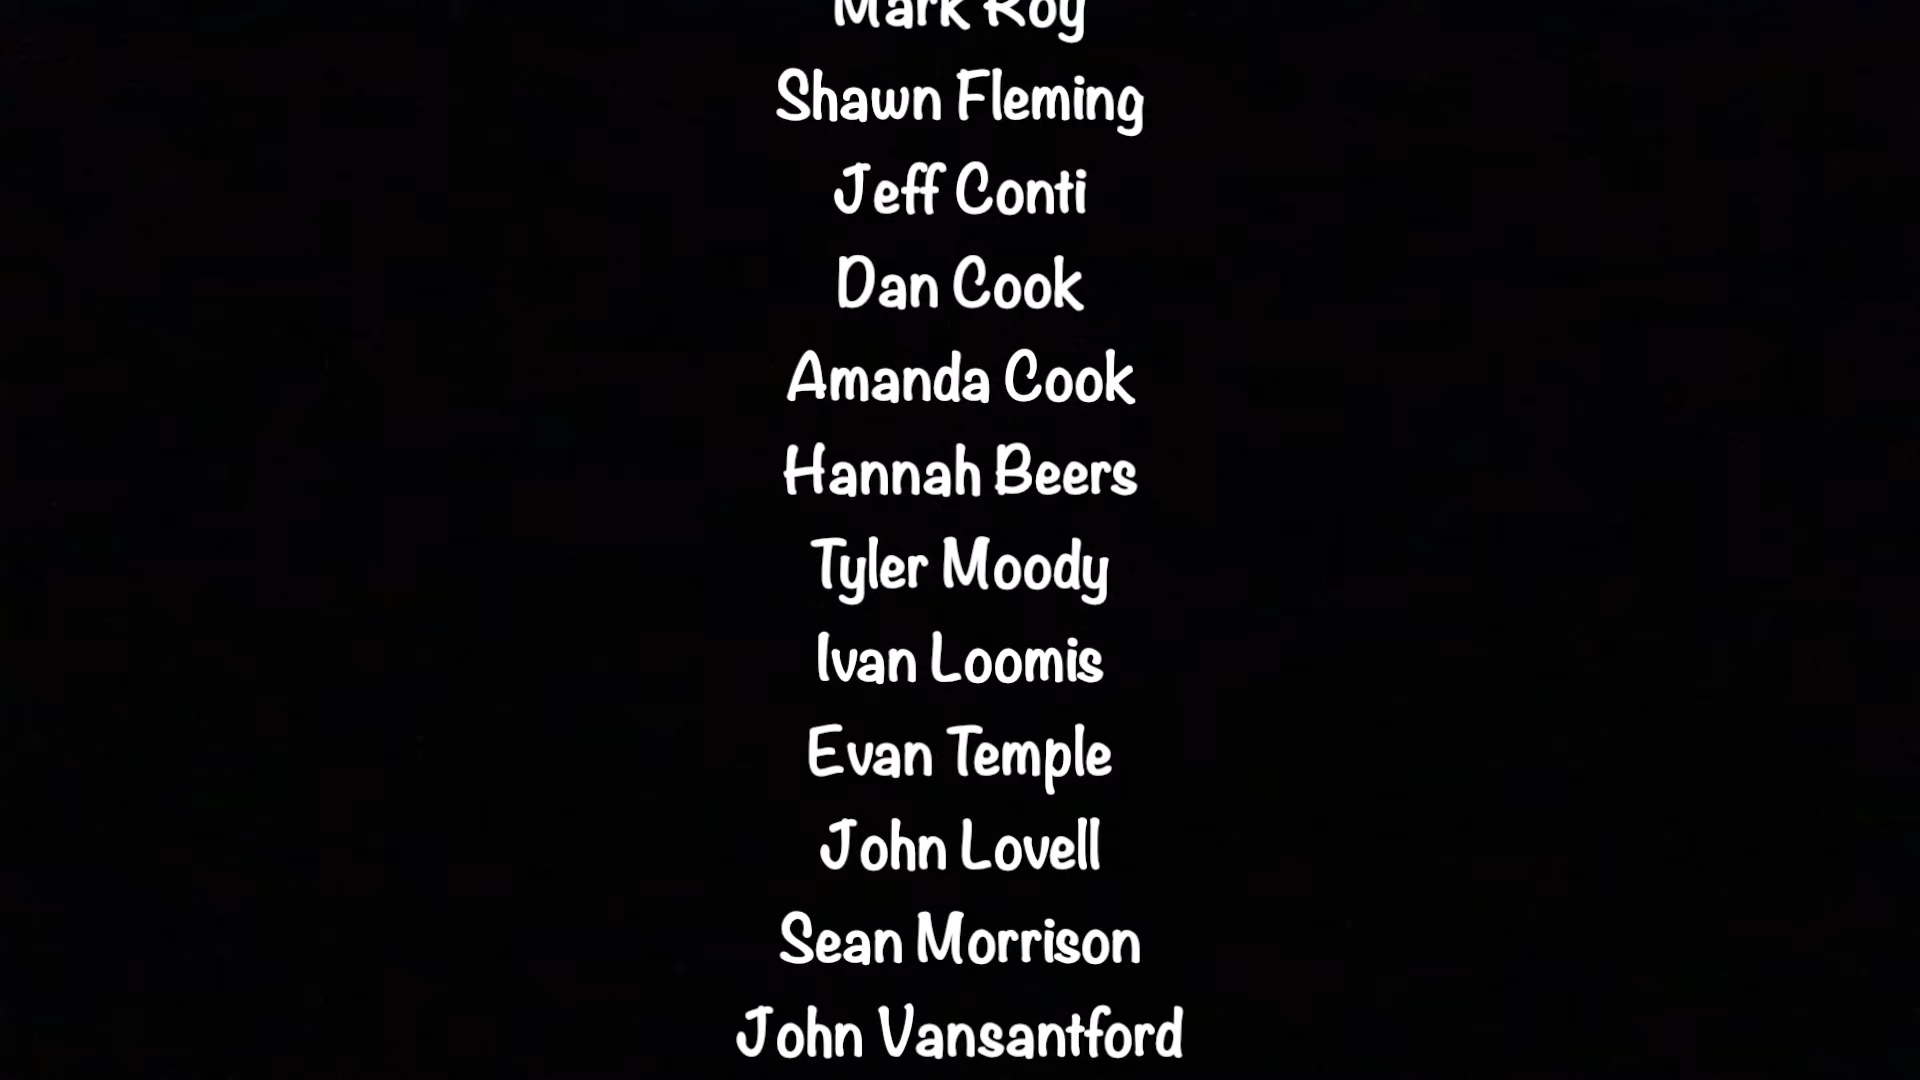 Mark Roy
Shawn Fleming
Jeff Conti
Dan Cook
Amanda Cook
Hannah Beers
Tyler Moody
Ivan Loomis
Evan Temple
John Lovell
Sean Morrison
John Vansantford